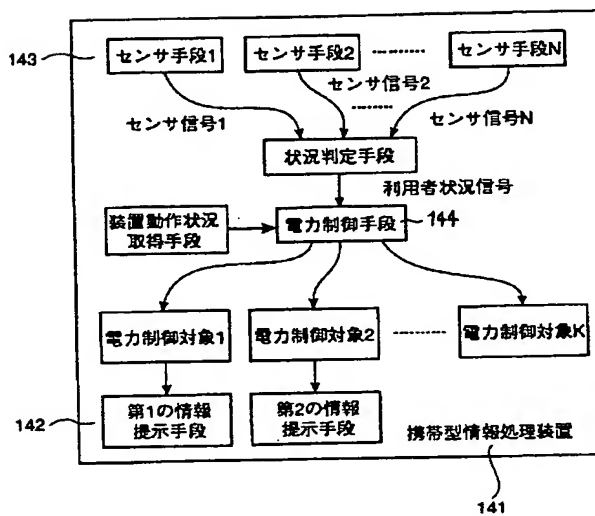 143
センサ手段1
センサ手段2
センサ手段N
センサ信号1
センサ信号2
センサ信号N
状況判定手段
利用者状況信号
装置動作状況
取得手段
電力制御手段
144
電力制御対象1
電力制御対象2
電力制御対象K
142
第1の情報
提示手段
第2の情報
提示手段
携帯型情報処理装置
141